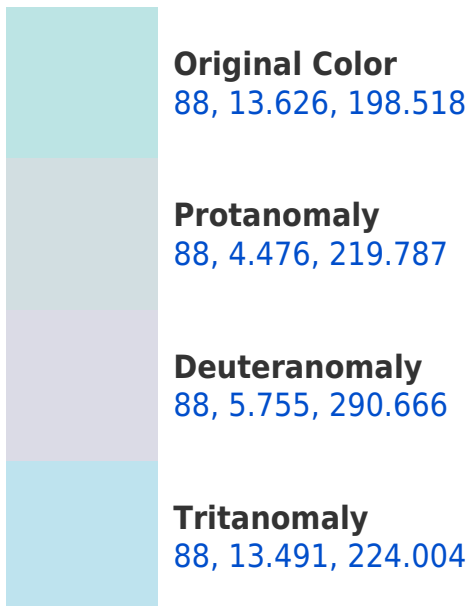 Original Color
88, 13.626, 198.518
Protanomaly
88, 4.476, 219.787
Deuteranomaly
88, 5.755, 290.666
Tritanomaly
88, 13.491, 224.004